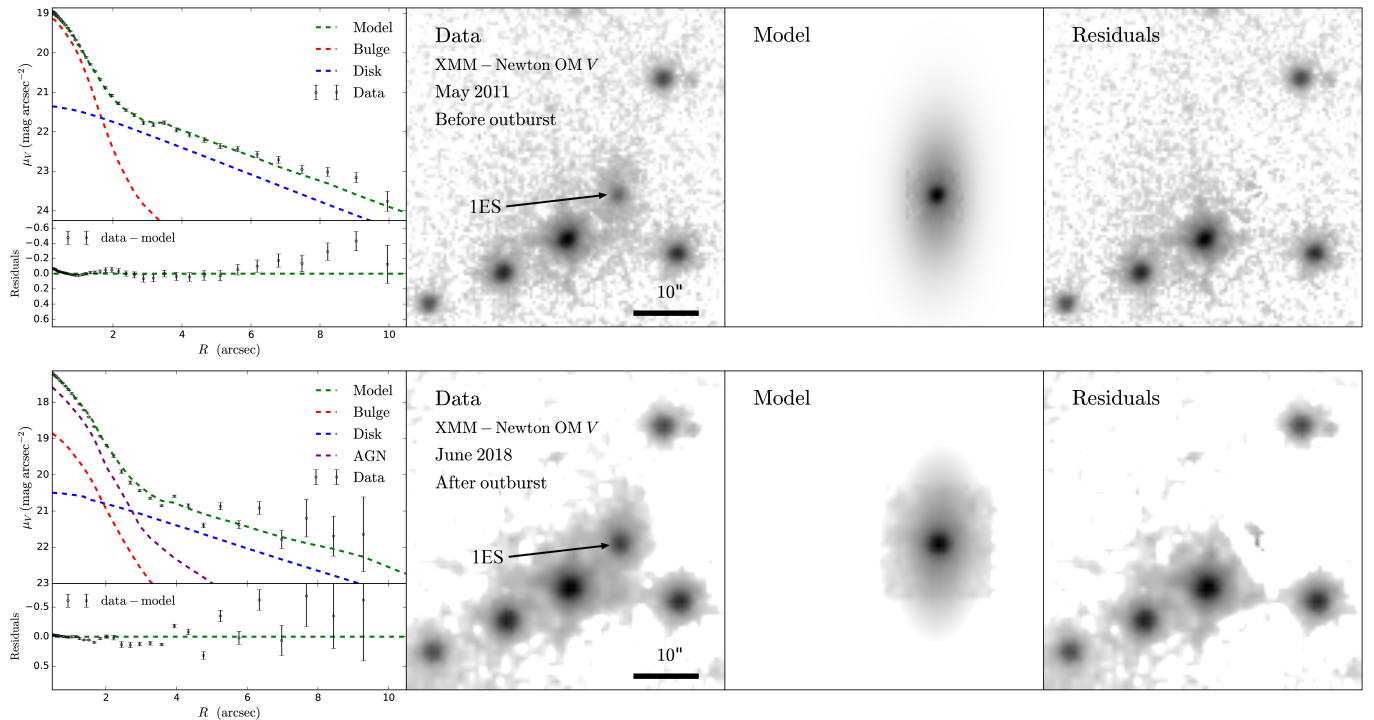 19
20
21
22
23
24
μV (mag arcsec−2)
Model
Bulge
Disk
Data
−0.6
−0.4
−0.2
0.0
0.2
0.4
0.6
Residuals
data − model
2 4 6 8 10
R (arcsec)
Data
XMM − Newton OM V
May 2011
Before outburst
1ES
10"
Model
Residuals
18
19
20
21
22
23
μV (mag arcsec−2)
Model
Bulge
Disk
AGN
Data
−0.5
0.0
0.5
Residuals
data − model
2 4 6 8 10
R (arcsec)
Data
XMM − Newton OM V
June 2018
After outburst
1ES
10"
Model
Residuals